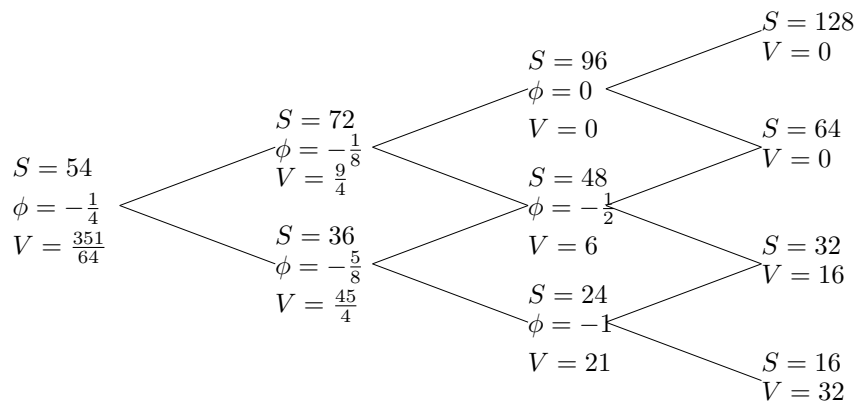 S = 54
ϕ = −1/4
V = 351/64
S = 72
ϕ = −1/8
V = 9/4
S = 36
ϕ = −5/8
V = 45/4
S = 96
ϕ = 0
V = 0
S = 48
ϕ = −1/2
V = 6
S = 24
ϕ = −1
V = 21
S = 128
V = 0
S = 64
V = 0
S = 32
V = 16
S = 16
V = 32